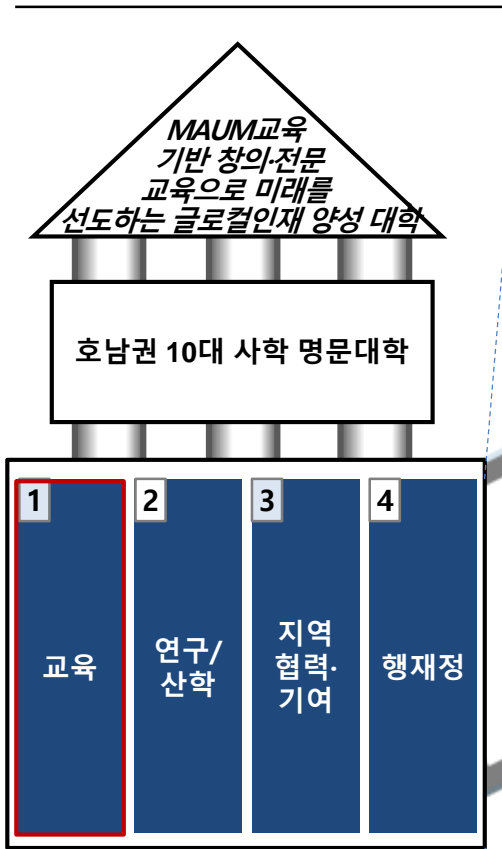 MAUM교육
기반 창의·전문
교육으로 미래를
선도하는 글로컬인재 양성 대학
호남권 10대 사학 명문대학
1
교육
2
연구/
산학
3
지역
협력·
기여
4
행재정